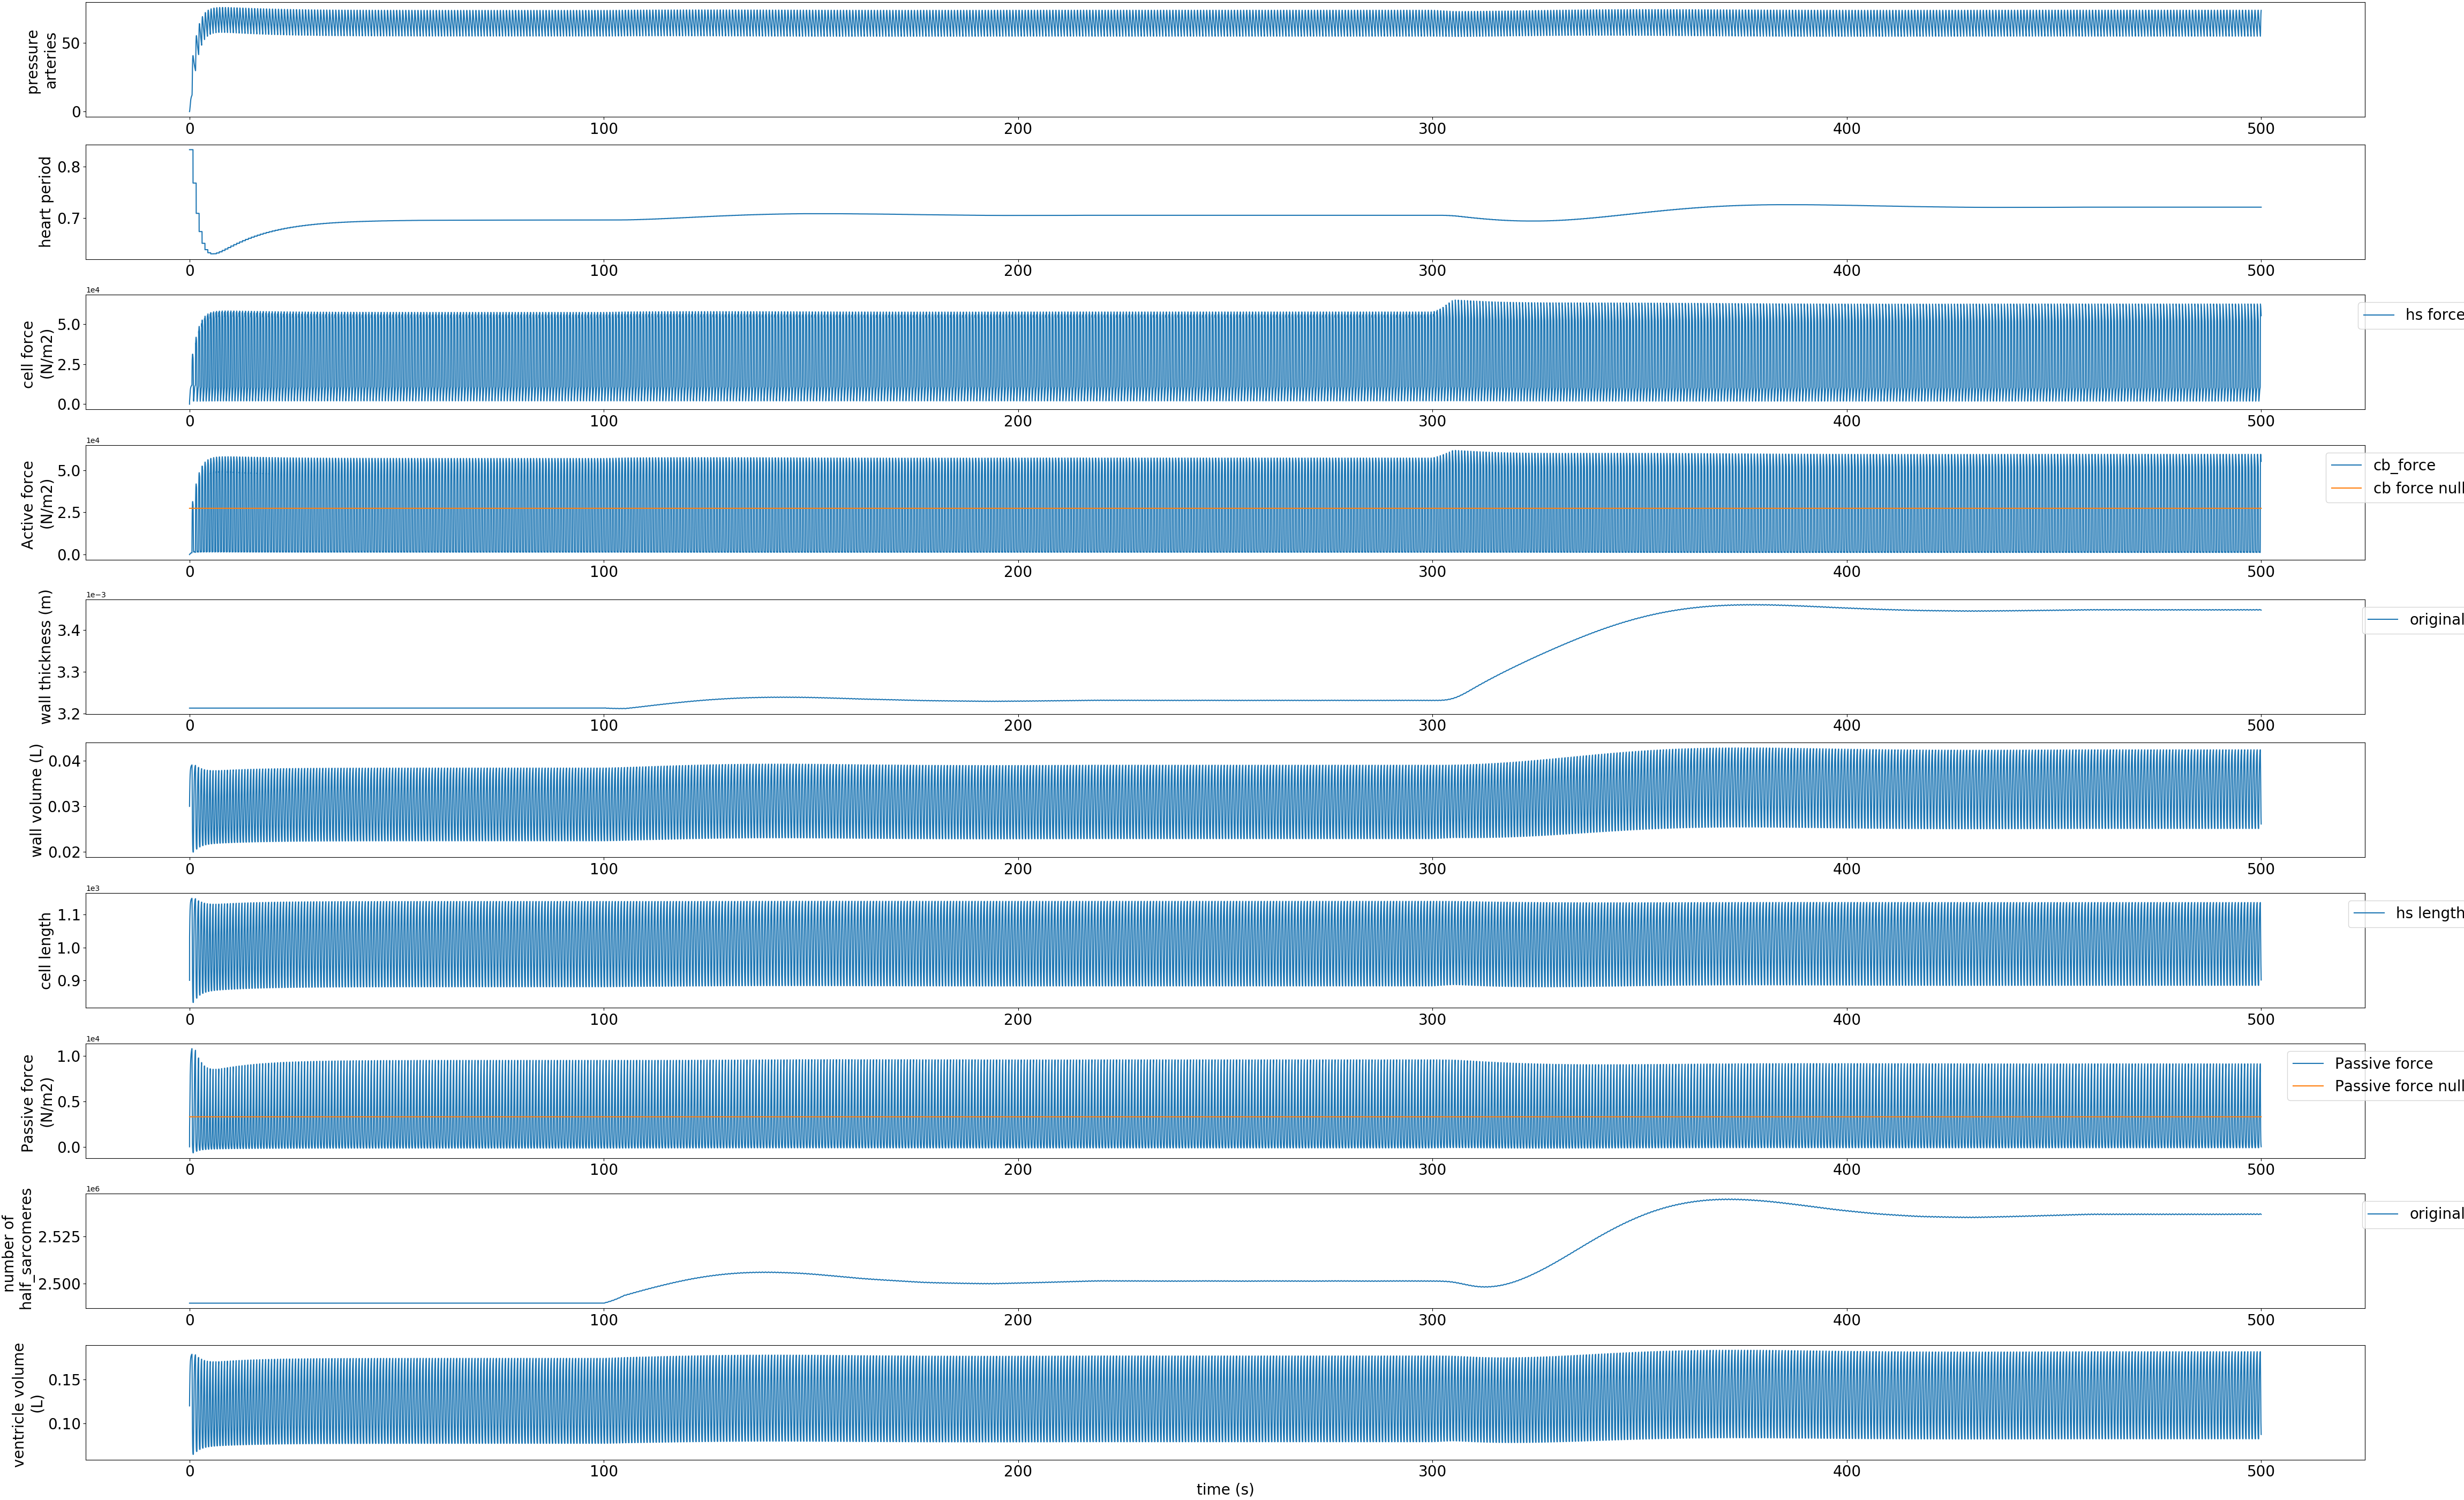 pressure
arteries
50
0
0 100 200 300 400 500
heart period
0.8
0.7
0 100 200 300 400 500
1e4
cell force
(N/m2)
5.0
2.5
0.0
hs force
0 100 200 300 400 500
1e4
Active force
(N/m2)
5.0
2.5
0.0
cb_force
cb force null
0 100 200 300 400 500
1e−3
wall thickness (m)
3.4
3.3
3.2
original
0 100 200 300 400 500
wall volume (L)
0.04
0.03
0.02
0 100 200 300 400 500
1e3
cell length
1.1
1.0
0.9
hs length
0 100 200 300 400 500
1e4
Passive force
(N/m2)
1.0
0.5
0.0
Passive force
Passive force null
0 100 200 300 400 500
1e6
number of
half_sarcomeres
2.525
2.500
original
0 100 200 300 400 500
ventricle volume
(L)
0.15
0.10
0 100 200 300 400 500
time (s)